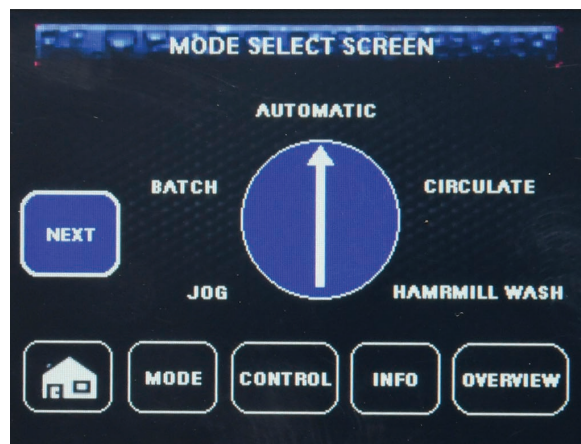 MODE SELECT SCREEN
AUTOMATIC
BATCH
CIRCULATE
NEXT
JOG
HAMRMILL WASH
MODE
CONTROL
INFO
OVERVIEW